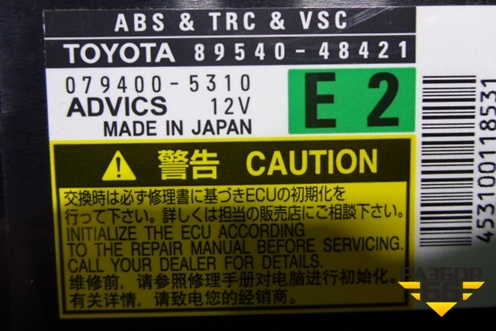 ABS & TRC & VSC
TOYOTA 89540-48421
079400-5310
ADVICS 12V
MADE IN JAPAN
E 2
警告 CAUTION
交換時は必ず修理書に基づきECUの初期化を
行って下さい。詳しくは担当の販売店にご相談下さい。
INITIALIZE THE ECU ACCORDING
TO THE REPAIR MANUAL BEFORE SERVICING.
CALL YOUR DEALER FOR DETAILS.
维修前，请参照修理手册对电脑进行初始化。
有关详情，请致电您的经销商。
4531001118531
РАЗБОР
66